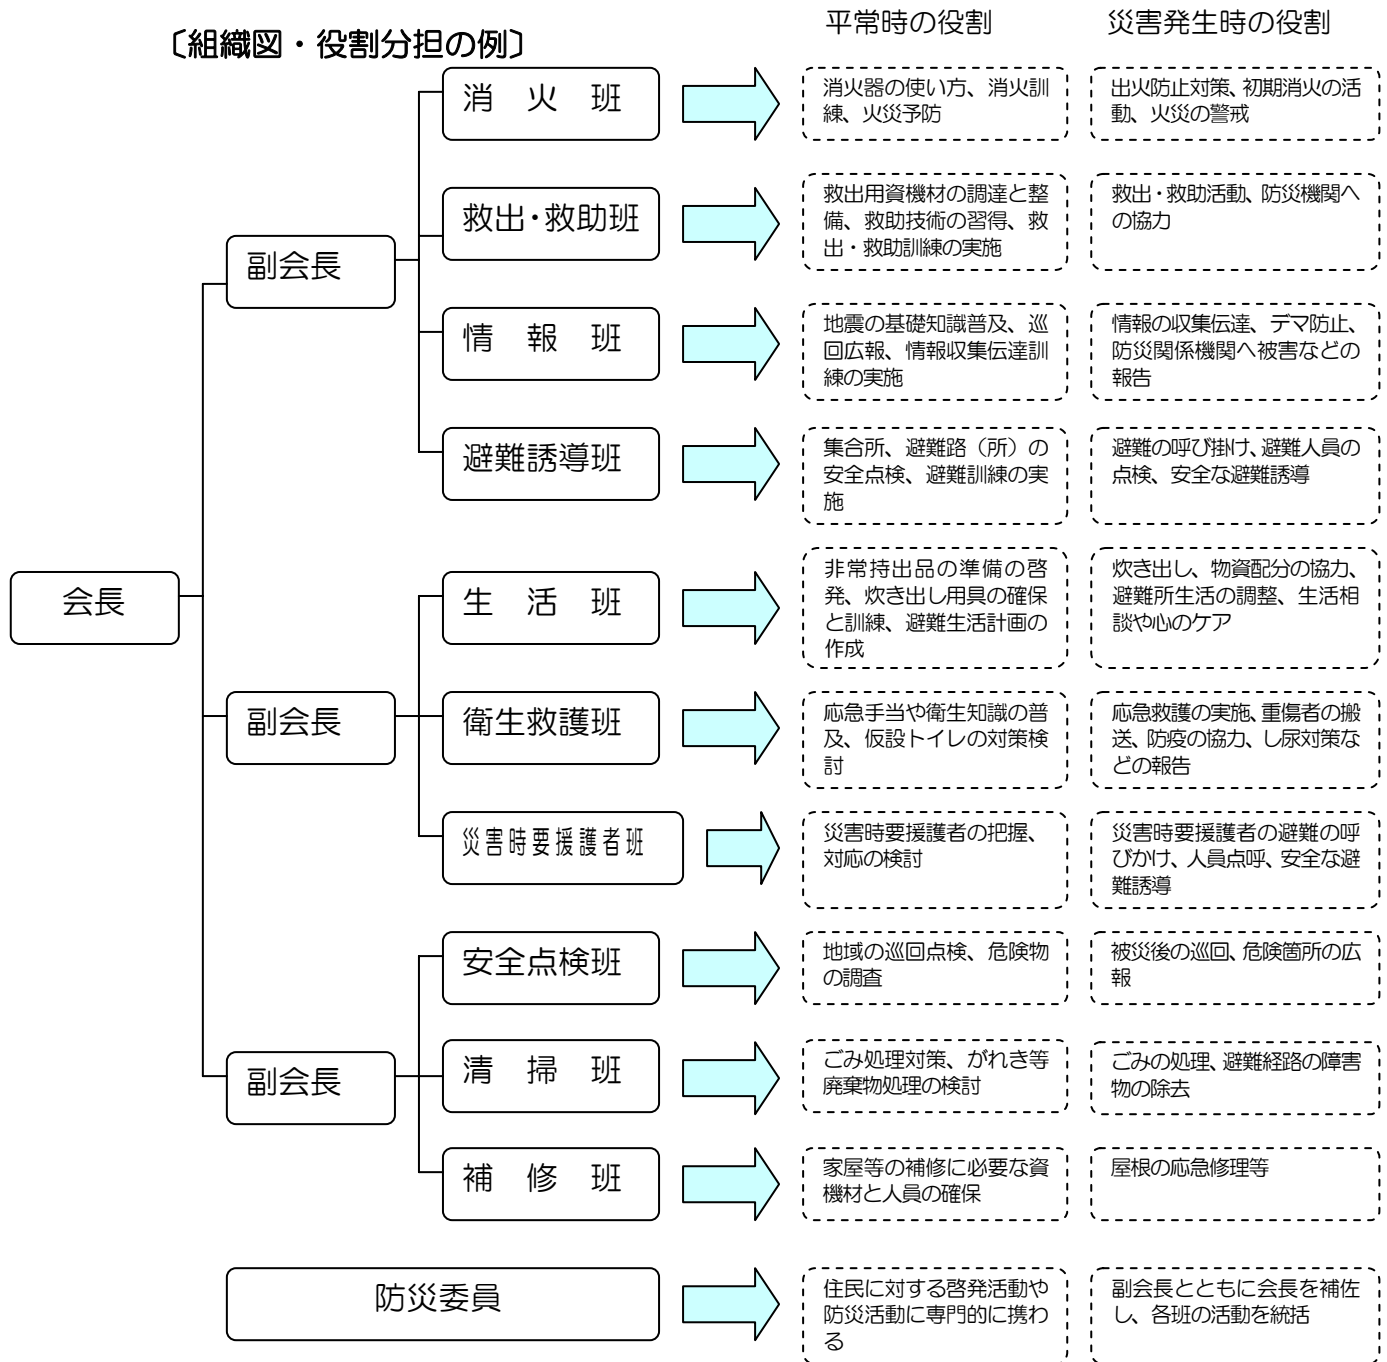 〔組織図・役割分担の例〕
平常時の役割
災害発生時の役割
会長
副会長
消 火 班
消火器の使い方、消火訓
練、火災予防
出火防止対策、初期消火の活
動、火災の警戒
救出・救助班
救出用資機材の調達と整
備、救助技術の習得、救
出・救助訓練の実施
救出・救助活動、防災機関へ
の協力
情 報 班
地震の基礎知識普及、巡
回広報、情報収集伝達訓
練の実施
情報の収集伝達、デマ防止、
防災関係機関へ被害などの
報告
避難誘導班
集合所、避難路（所）の
安全点検、避難訓練の実
施
避難の呼び掛け、避難人員の
点検、安全な避難誘導
副会長
生 活 班
非常持出品の準備の啓
発、炊き出し用具の確保
と訓練、避難生活計画の
作成
炊き出し、物資配分の協力、
避難所生活の調整、生活相
談や心のケア
衛生救護班
応急手当や衛生知識の普
及、仮設トイレの対策検
討
応急救護の実施、重傷者の搬
送、防疫の協力、し尿対策な
どの報告
災害時要援護者班
災害時要援護者の把握、
対応の検討
災害時要援護者の避難の呼
びかけ、人員点呼、安全な避
難誘導
副会長
安全点検班
地域の巡回点検、危険物
の調査
被災後の巡回、危険箇所の広
報
清 掃 班
ごみ処理対策、がれき等
廃棄物処理の検討
ごみの処理、避難経路の障害
物の除去
補 修 班
家屋等の補修に必要な資
機材と人員の確保
屋根の応急修理等
防災委員
住民に対する啓発活動や
防災活動に専門的に携わ
る
副会長とともに会長を補佐
し、各班の活動を統括